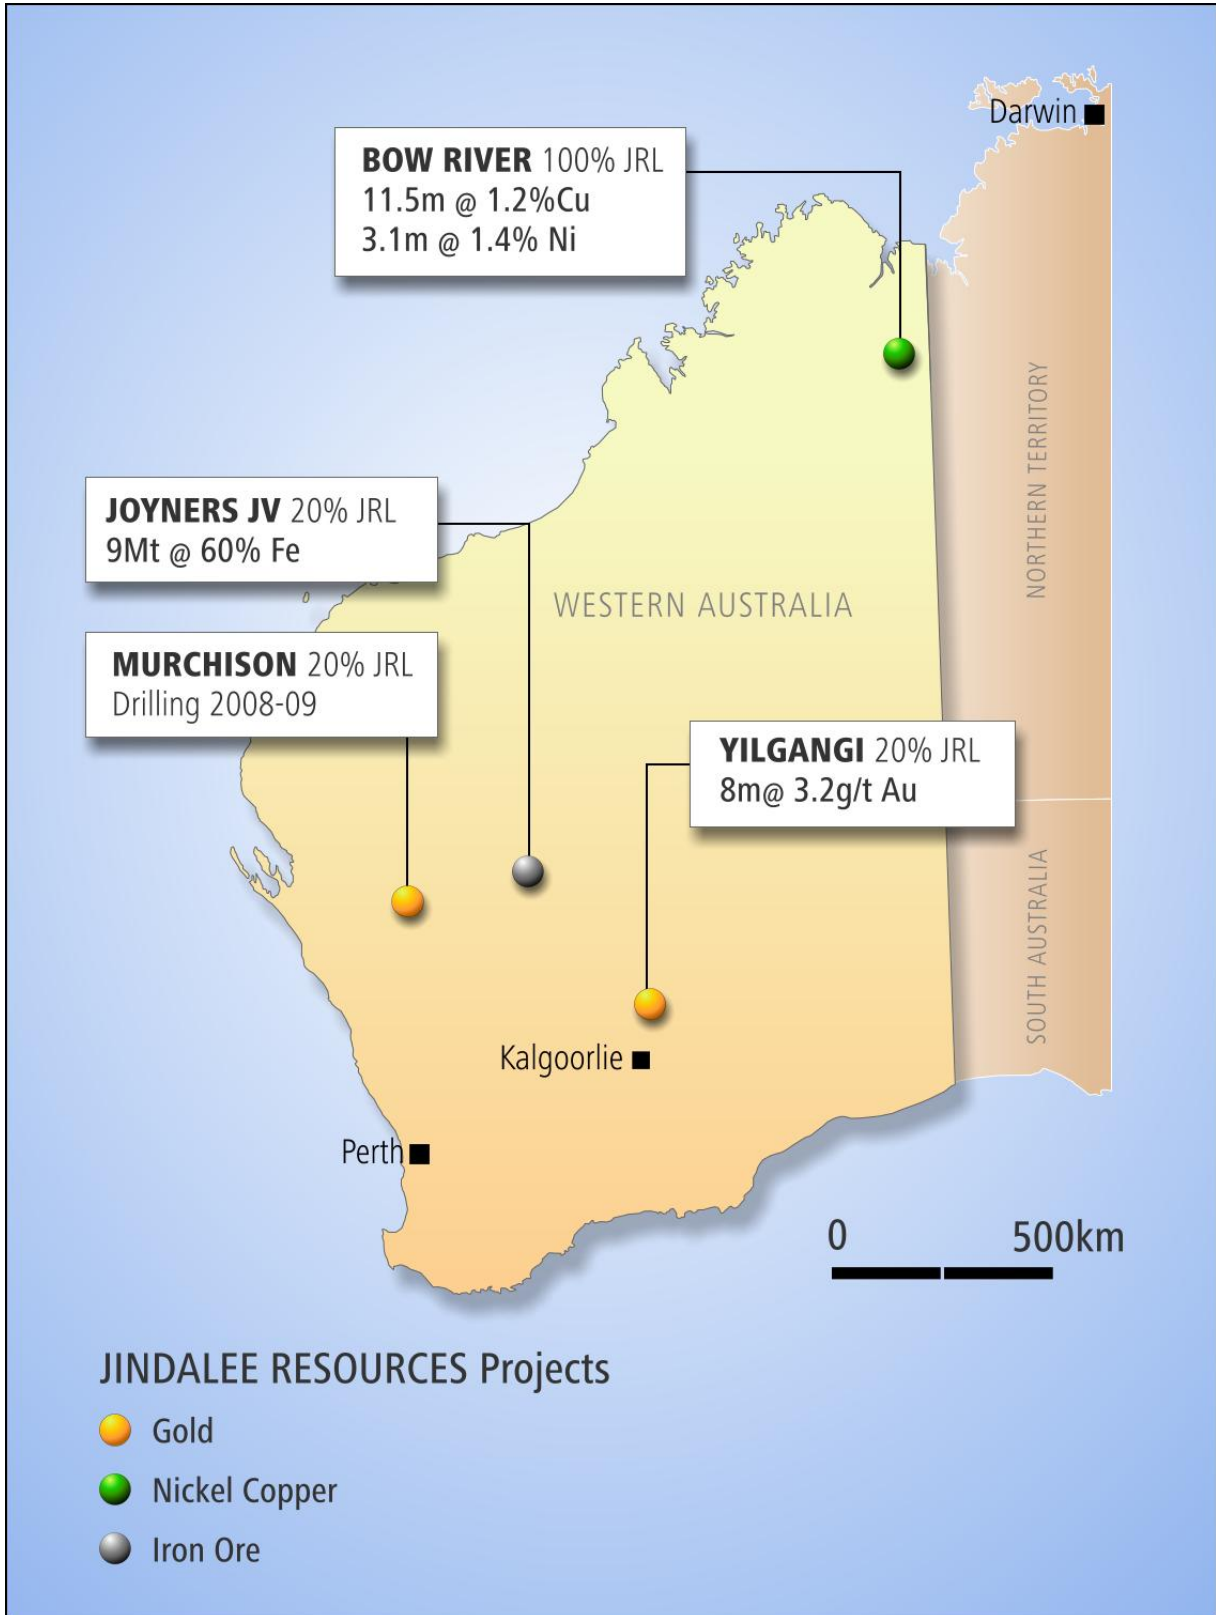 Darwin
BOW RIVER 100% JRL
11.5m @ 1.2%Cu
3.1m @ 1.4% Ni
NORTHERN TERRITORY
JOYNERS JV 20% JRL
9Mt @ 60% Fe
WESTERN AUSTRALIA
MURCHISON 20% JRL
Drilling 2008-09
YILGANGI 20% JRL
8m@ 3.2g/t Au
SOUTH AUSTRALIA
Kalgoorlie
Perth
0 500km
JINDALEE RESOURCES Projects
Gold
Nickel Copper
Iron Ore